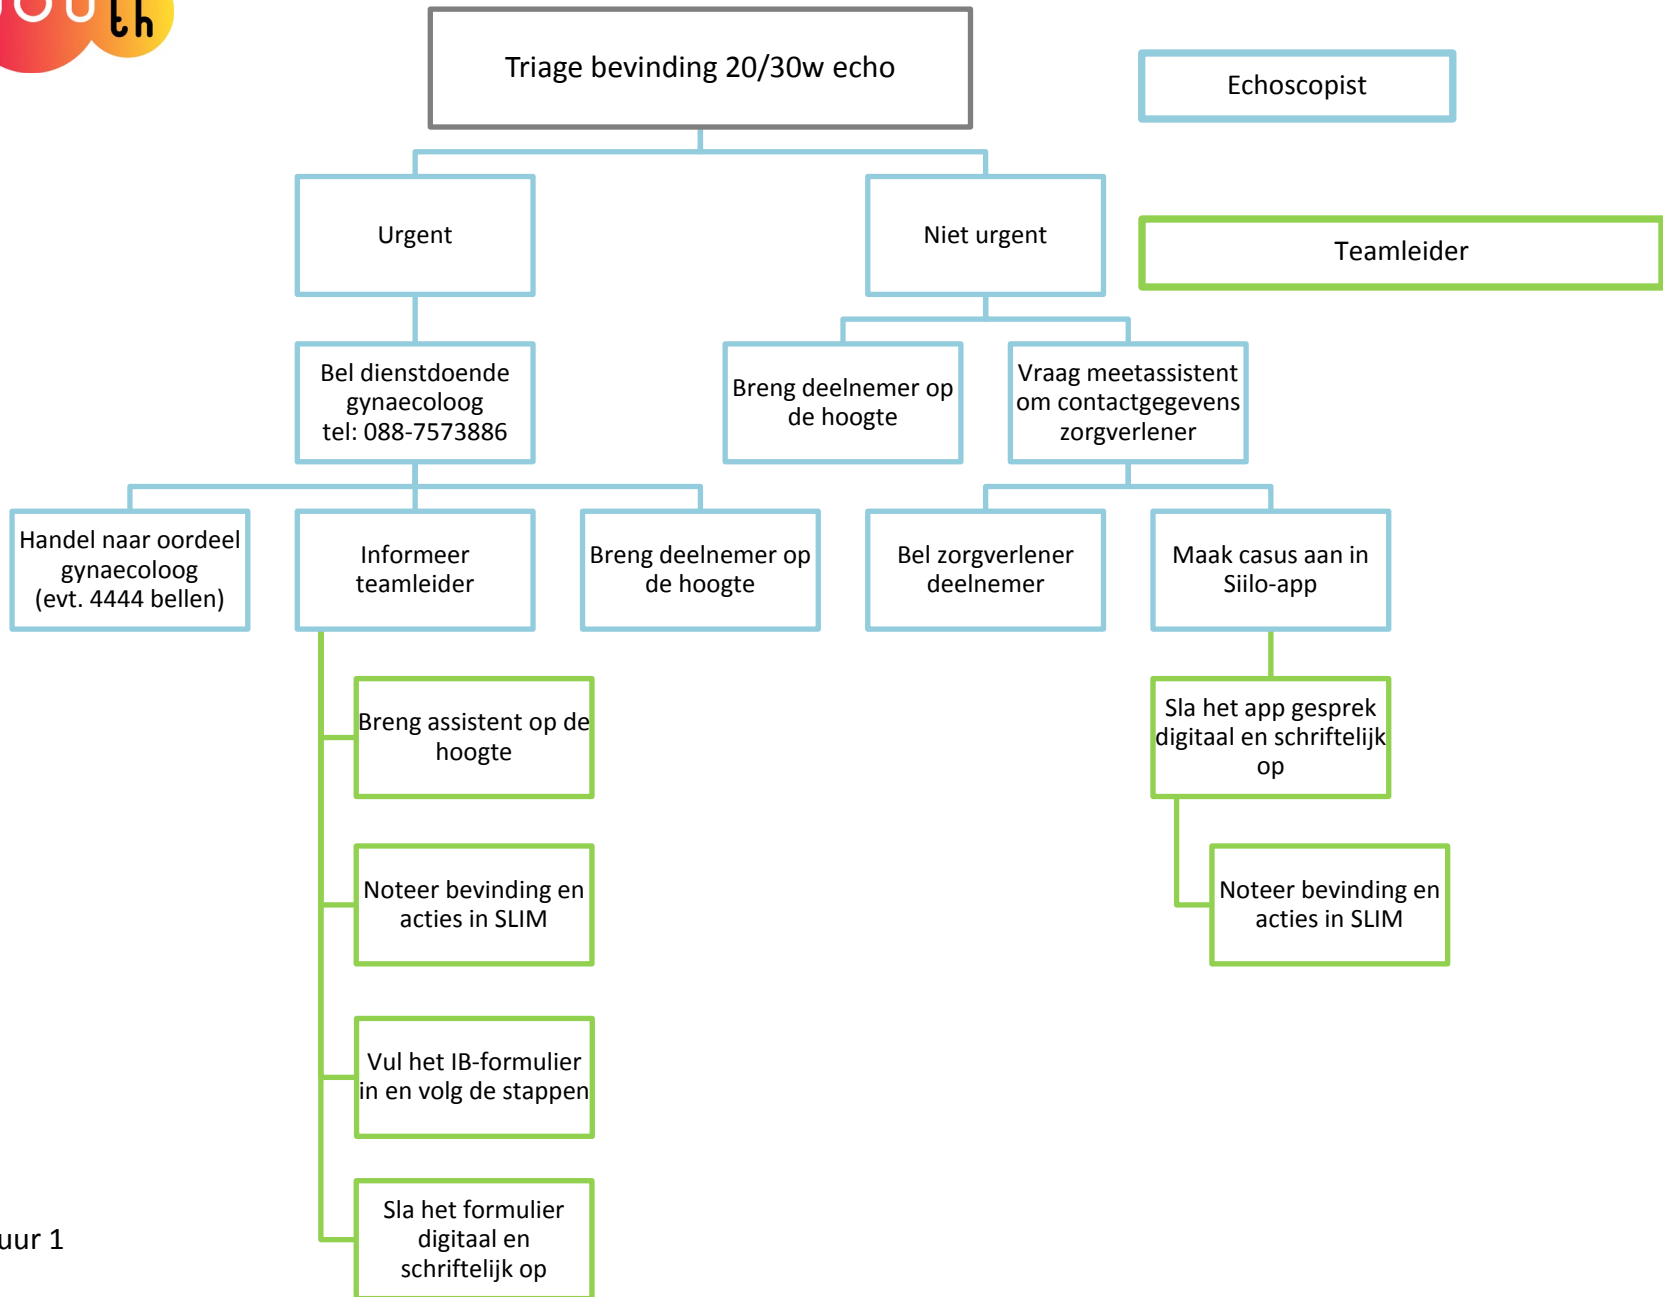 th
Triage bevinding 20/30w echo
Echoscopist
Urgent
Niet urgent
Teamleider
Bel dienstdoende
gynaecoloog
tel: 088-7573886
Breng deelnemer op
de hoogte
Vraag meetassistent
om contactgegevens
zorgverlener
Handel naar oordeel
gynaecoloog
(evt. 4444 bellen)
Informeer
teamleider
Breng deelnemer op
de hoogte
Bel zorgverlener
deelnemer
Maak casus aan in
Siilo-app
Breng assistent op de
hoogte
Sla het app gesprek
digitaal en schriftelijk
op
Noteer bevinding en
acties in SLIM
Noteer bevinding en
acties in SLIM
Vul het IB-formulier
in en volg de stappen
Sla het formulier
digitaal en
schriftelijk op
uur 1